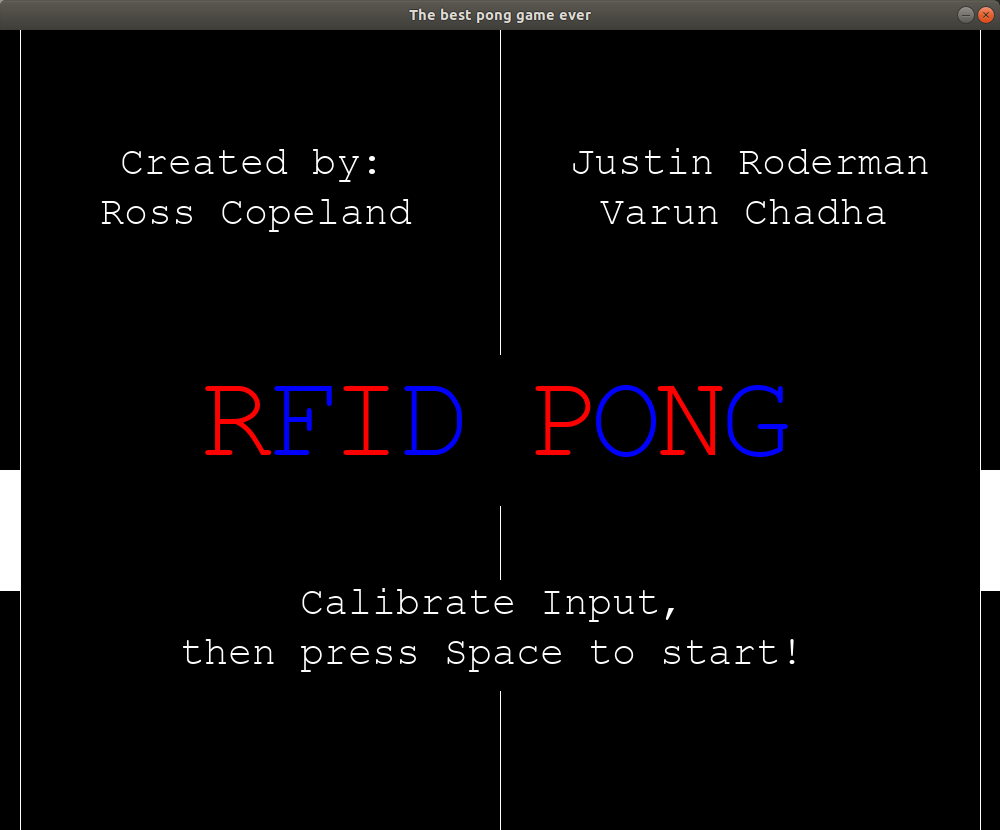 The best pong game ever
Created by:
Ross Copeland
Justin Roderman
Varun Chadha
RFID PONG
Calibrate Input,
then press Space to start!